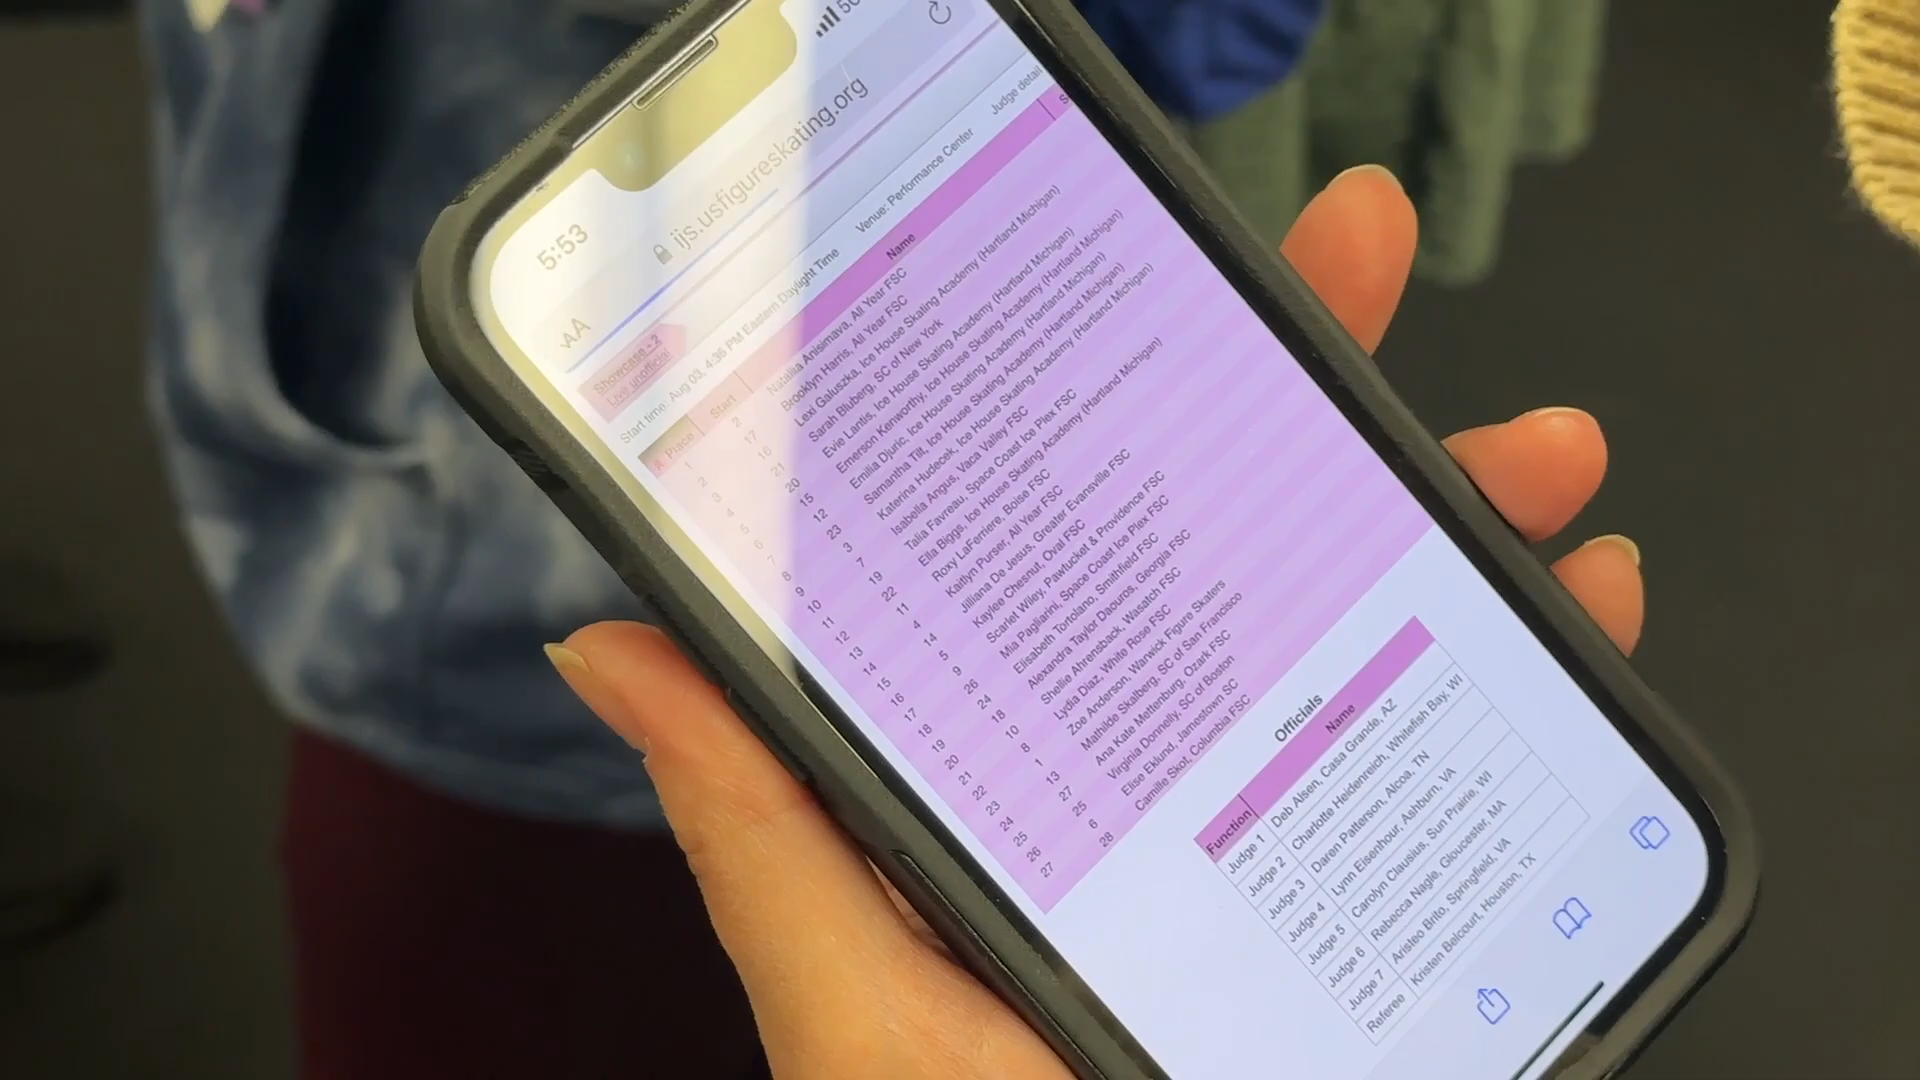 5:53
AA
ijs.usfigureskating.org
Showcase - 2
Live unofficial
Start time: Aug 03, 4:36 PM Eastern Daylight Time Venue: Performance Center Judge detail
Place Start Name
1 2 Nataliia Anisimava, All Year FSC
2 17 Brooklyn Harris, All Year FSC
3 16 Lexi Galuszka, Ice House Skating Academy (Hartland Michigan)
4 21 Sarah Bluberg, SC of New York
5 20 Evie Lantis, Ice House Skating Academy (Hartland Michigan)
6 15 Emerson Kenworthy, Ice House Skating Academy (Hartland Michigan)
7 12 Emilia Djuric, Ice House Skating Academy (Hartland Michigan)
8 23 Samantha Tilt, Ice House Skating Academy (Hartland Michigan)
9 3 Katerina Hudecek, Ice House Skating Academy (Hartland Michigan)
10 7 Isabella Angus, Vaca Valley FSC
11 19 Talia Favreau, Space Coast Ice Plex FSC
12 22 Ella Biggs, Ice House Skating Academy (Hartland Michigan)
13 11 Roxy LaFerriere, Boise FSC
14 4 Kaitlyn Purser, All Year FSC
15 14 Jilliana De Jesus, Greater Evansville FSC
16 5 Kaylee Chesnut, Oval FSC
17 9 Scarlet Wiley, Pawtucket & Providence FSC
18 26 Mia Pagliarini, Space Coast Ice Plex FSC
19 24 Elisabeth Tortolano, Smithfield FSC
20 18 Alexandra Taylor Daouros, Georgia FSC
21 10 Shellie Ahrensback, Wasatch FSC
22 8 Lydia Diaz, White Rose FSC
23 1 Zoe Anderson, Warwick Figure Skaters
24 13 Mathilde Skalberg, SC of San Francisco
25 27 Ana Kate Mettenburg, Ozark FSC
26 25 Virginia Donnelly, SC of Boston
27 6 Elise Eklund, Jamestown SC
28 Camille Skot, Columbia FSC
Officials
Function Name
Judge 1 Deb Alsen, Casa Grande, AZ
Judge 2 Charlotte Heidenreich, Whitefish Bay, WI
Judge 3 Daren Patterson, Alcoa, TN
Judge 4 Lynn Eisenhour, Ashburn, VA
Judge 5 Carolyn Clausius, Sun Prairie, WI
Judge 6 Rebecca Nagle, Gloucester, MA
Judge 7 Aristeo Brito, Springfield, VA
Referee Kristen Belcourt, Houston, TX